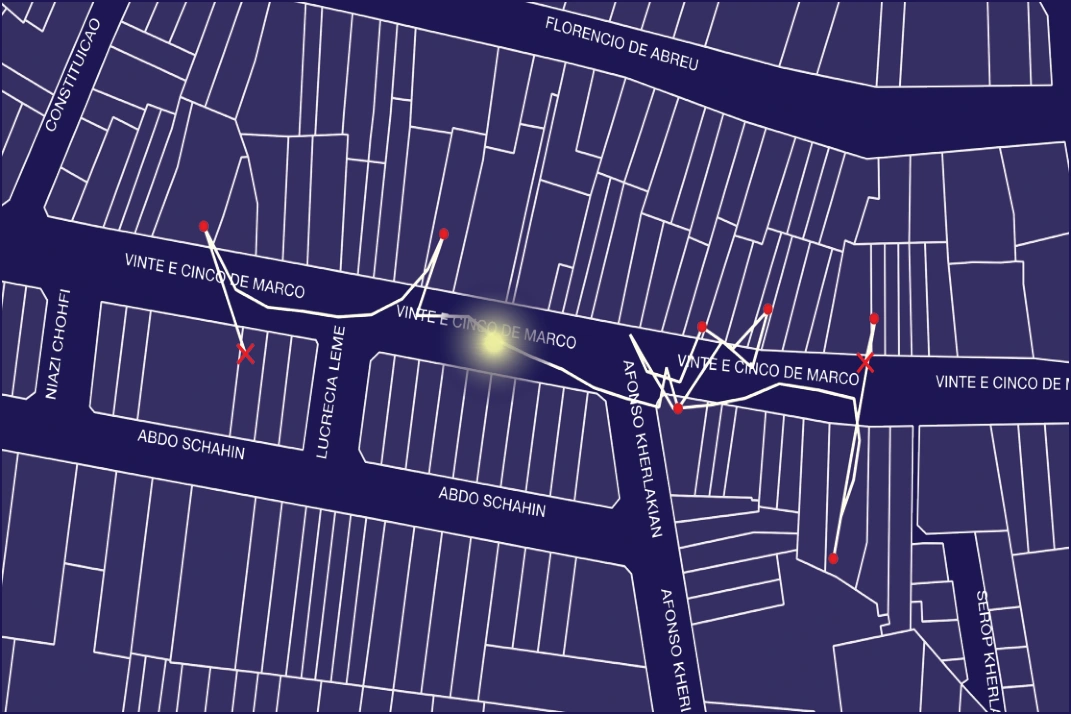 FLORENCIO DE ABREU
CONSTITUICAO
VINTE E CINCO DE MARCO
VINTE E CINCO DE MARCO
VINTE E CINCO DE MARCO
VINTE E CINCO DE M
NIAZI CHOHFI
LUCRECIA LEME
AFONSO KHERLAKIAN
ABDO SCHAHIN
ABDO SCHAHIN
AFONSO KHERL
SEROP KHERLA